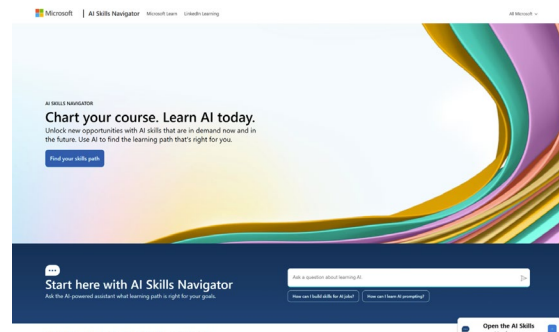 Microsoft AI Skills Navigator Microsoft Learn LinkedIn Learning All Microsoft
AI SKILLS NAVIGATOR
Chart your course. Learn AI today.
Unlock new opportunities with AI skills that are in demand now and in
the future. Use AI to find the learning path that's right for you.
Find your skills path
Start here with AI Skills Navigator
Ask the AI-powered assistant what learning path is right for your goals.
Ask a question about learning AI
How can I build skills for AI jobs? How can I learn AI prompting?
Open the AI Skills